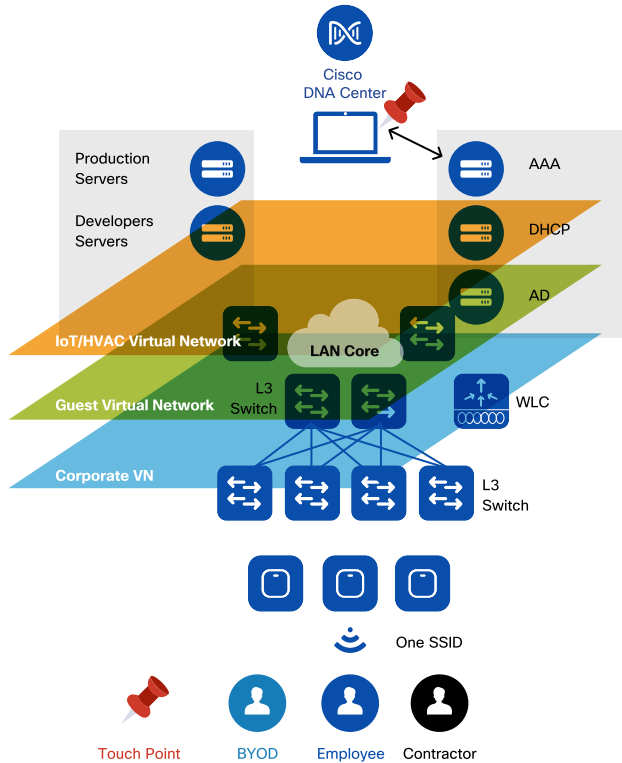 Cisco
DNA Center
Production
Servers
AAA
Developers
Servers
DHCP
AD
IoT/HVAC Virtual Network
LAN Core
L3
Switch
WLC
Guest Virtual Network
Corporate VN
L3
Switch
One SSID
Touch Point
BYOD
Employee
Contractor